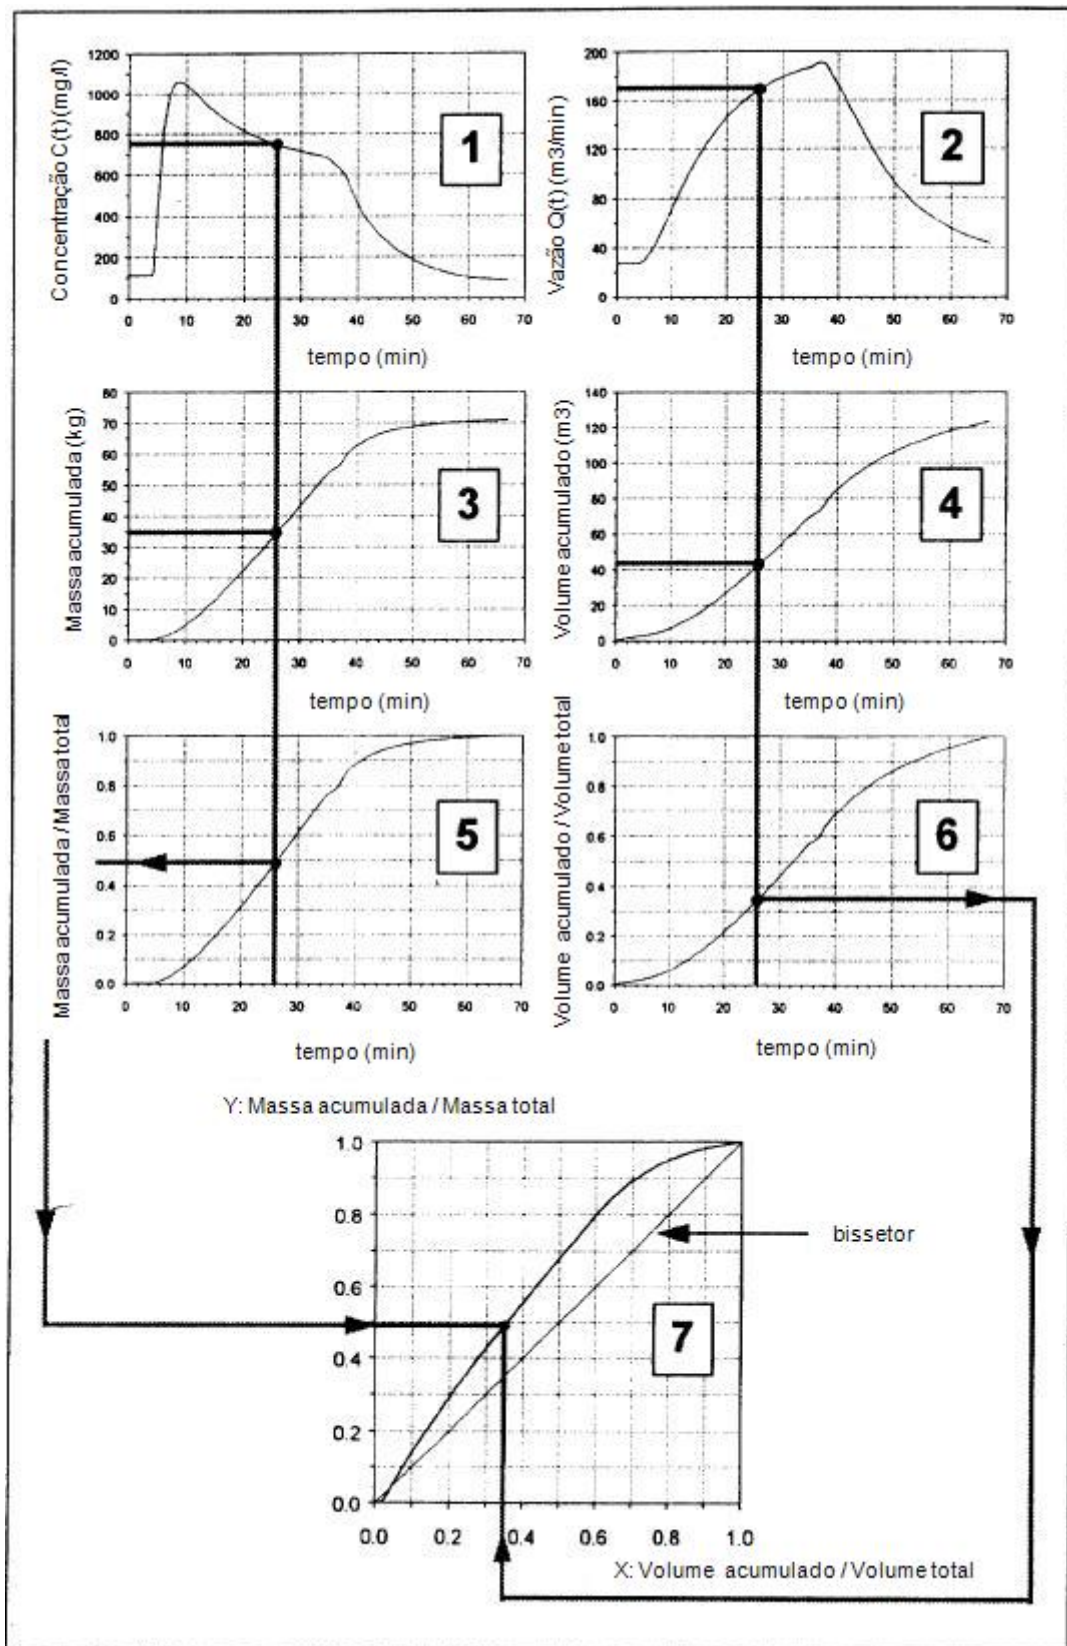 Concentração C(t)(mg/l)
1200
1000
800
600
400
200
0
0 10 20 30 40 50 60 70
tempo (min)
1
Vazão Q(t) (m3/min)
200
160
120
80
40
0
0 10 20 30 40 50 60 70
tempo (min)
2
Massa acumulada (kg)
80
70
60
50
40
30
20
10
0
0 10 20 30 40 50 60 70
tempo (min)
3
Volume acumulado (m3)
140
120
100
80
60
40
20
0
0 10 20 30 40 50 60 70
tempo (min)
4
Massa acumulada / Massa total
1.0
0.8
0.6
0.4
0.2
0.0
0 10 20 30 40 50 60 70
tempo (min)
5
Volume acumulado / Volume total
1.0
0.8
0.6
0.4
0.2
0.0
0 10 20 30 40 50 60 70
tempo (min)
6
Y: Massa acumulada / Massa total
1.0
0.8
0.6
0.4
0.2
0.0
0.0 0.2 0.4 0.6 0.8 1.0
bissetor
7
X: Volume acumulado / Volume total